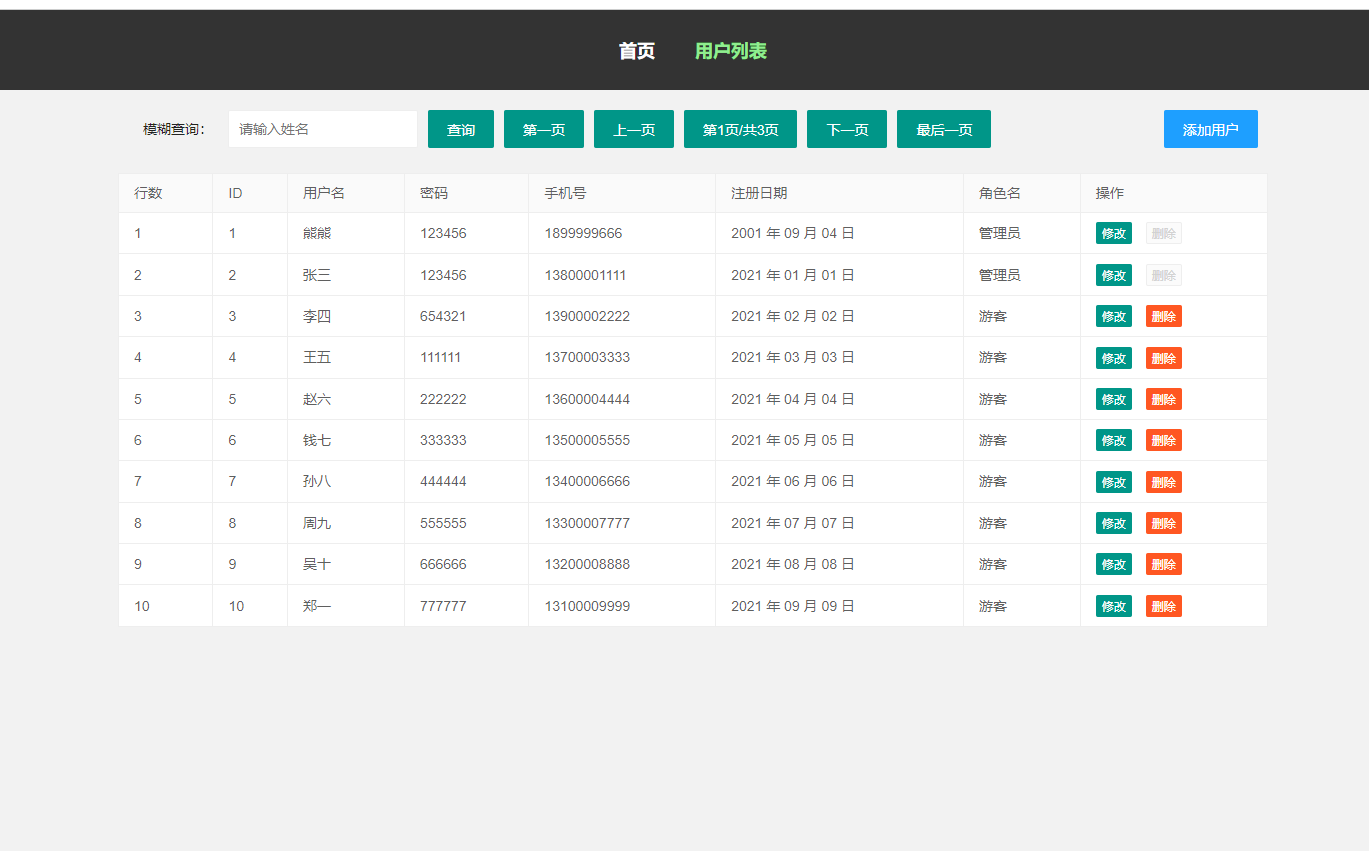 首页 用户列表
模糊查询： 请输入姓名 查询 第一页 上一页 第1页/共3页 下一页 最后一页 添加用户
行数 ID 用户名 密码 手机号 注册日期 角色名 操作
1 1 熊熊 123456 1899999666 2001 年 09 月 04 日 管理员 修改 删除
2 2 张三 123456 13800001111 2021 年 01 月 01 日 管理员 修改 删除
3 3 李四 654321 13900002222 2021 年 02 月 02 日 游客 修改 删除
4 4 王五 111111 13700003333 2021 年 03 月 03 日 游客 修改 删除
5 5 赵六 222222 13600004444 2021 年 04 月 04 日 游客 修改 删除
6 6 钱七 333333 13500005555 2021 年 05 月 05 日 游客 修改 删除
7 7 孙八 444444 13400006666 2021 年 06 月 06 日 游客 修改 删除
8 8 周九 555555 13300007777 2021 年 07 月 07 日 游客 修改 删除
9 9 吴十 666666 13200008888 2021 年 08 月 08 日 游客 修改 删除
10 10 郑一 777777 13100009999 2021 年 09 月 09 日 游客 修改 删除